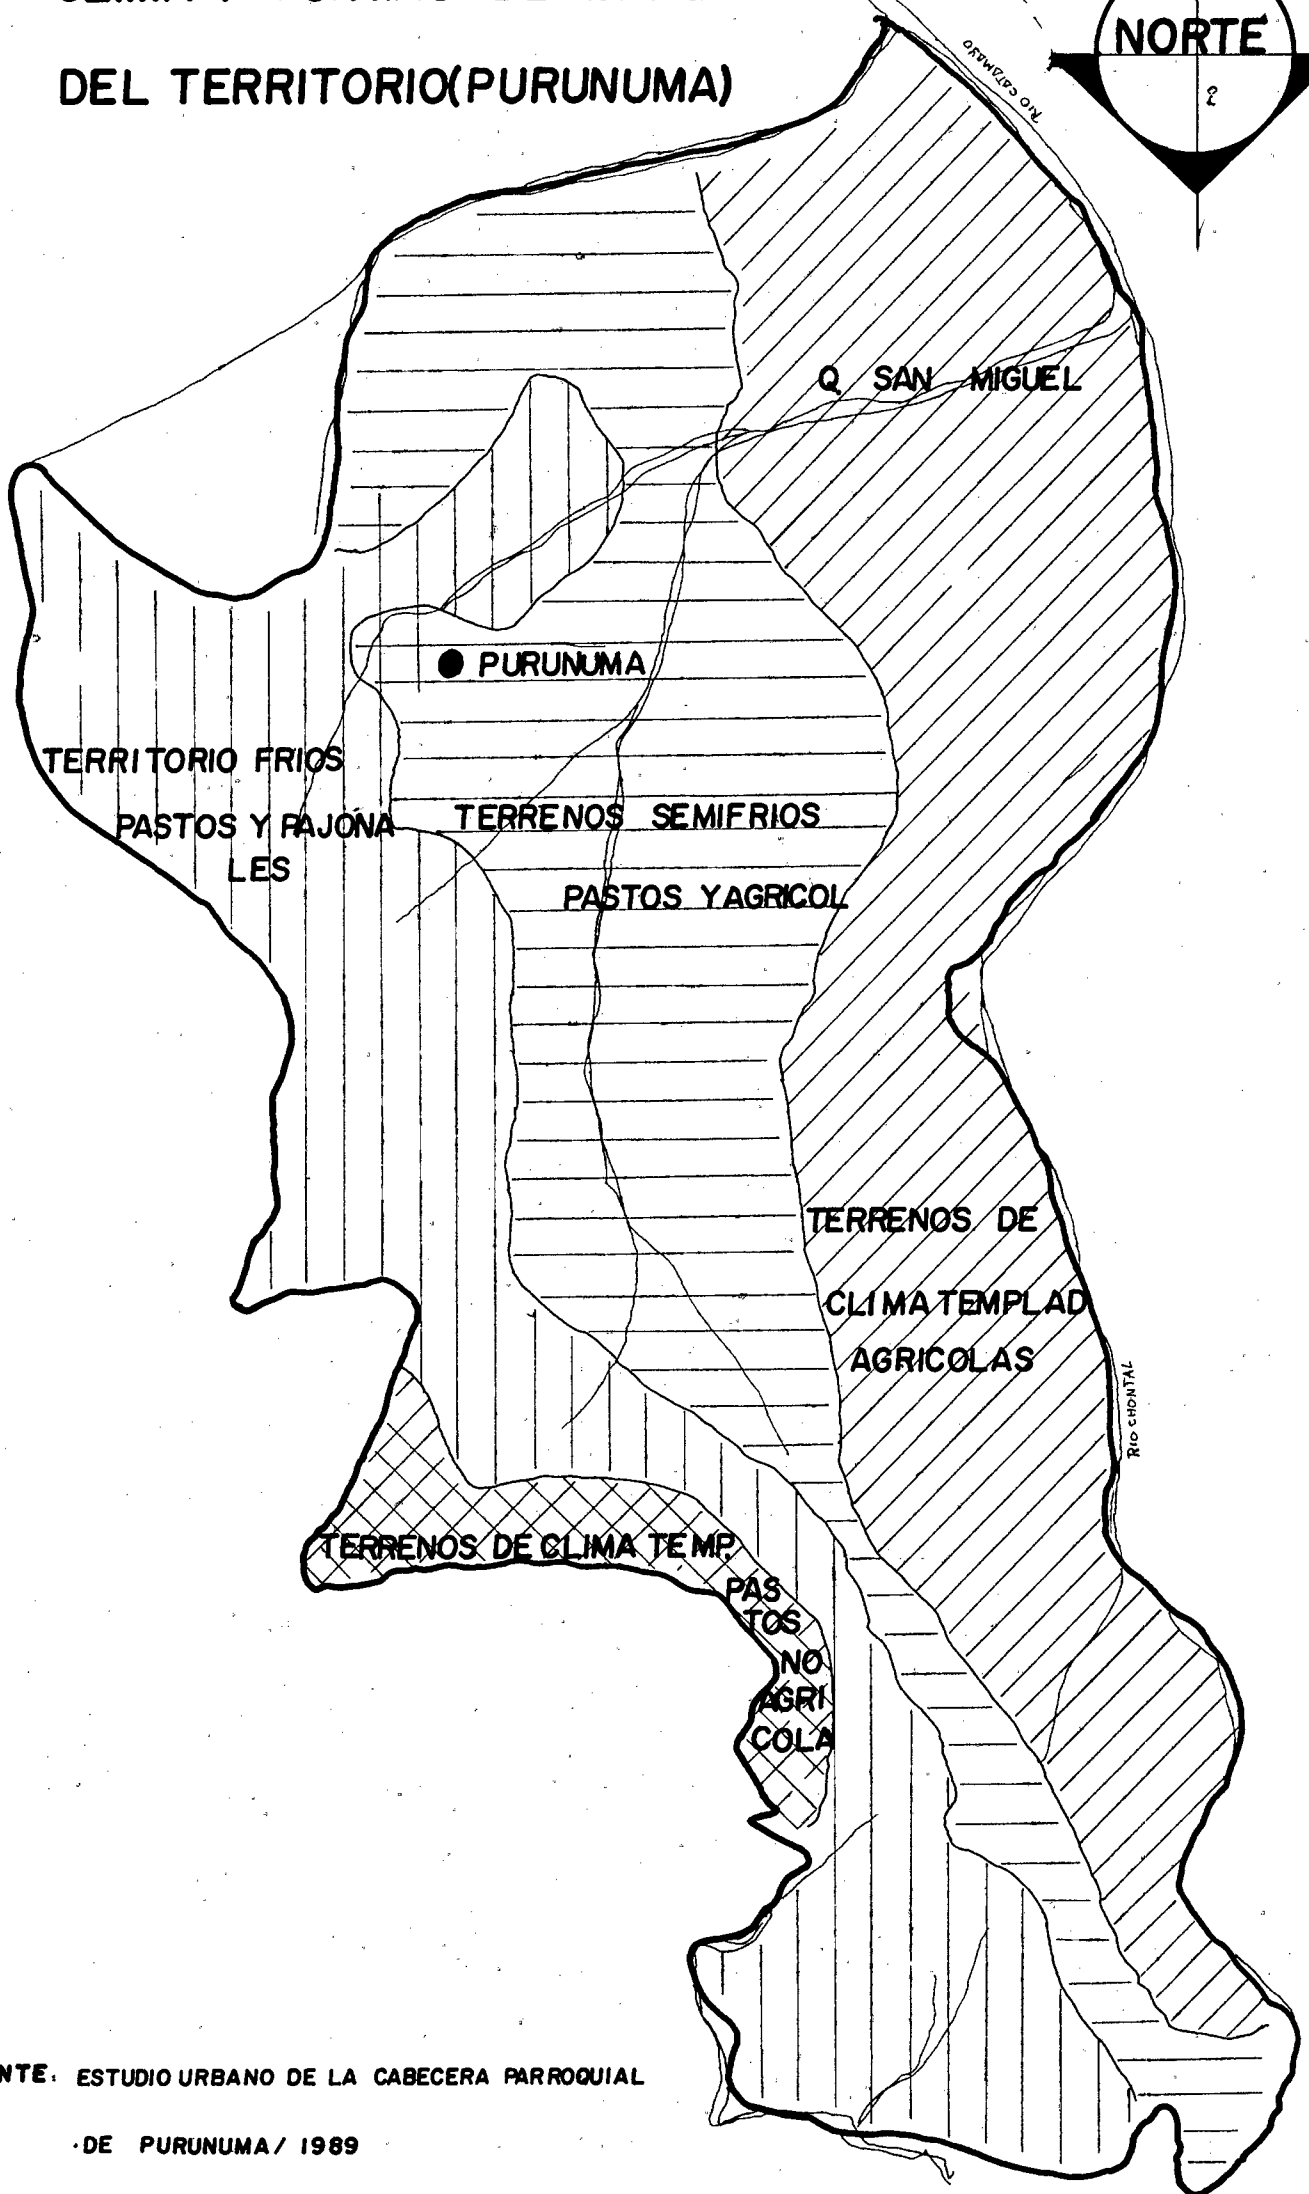 DEL TERRITORIO(PURUNUMA)
NORTE
RIO CATAMAYO
Q SAN MIGUEL
PURUNUMA
TERRITORIO FRIOS
PASTOS Y PAJONA
LES
TERRENOS SEMIFRIOS
PASTOS YAGRICOL
TERRENOS DE
CLIMA TEMPLAD
AGRICOLAS
RIO CHONTAL
TERRENOS DE CLIMA TEMP.
PAS
TOS
NO
AGRI
COLA
NTE: ESTUDIO URBANO DE LA CABECERA PARROQUIAL
DE PURUNUMA/ 1989